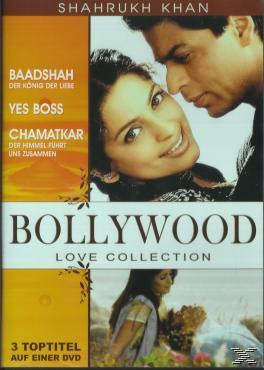 SHAHRUKH KHAN
BAADSHAH
DER KÖNIG DER LIEBE
YES BOSS
CHAMATKAR
DER HIMMEL FÜHRT
UNS ZUSAMMEN
BOLLYWOOD
LOVE COLLECTION
3 TOPTITEL
AUF EINER DVD